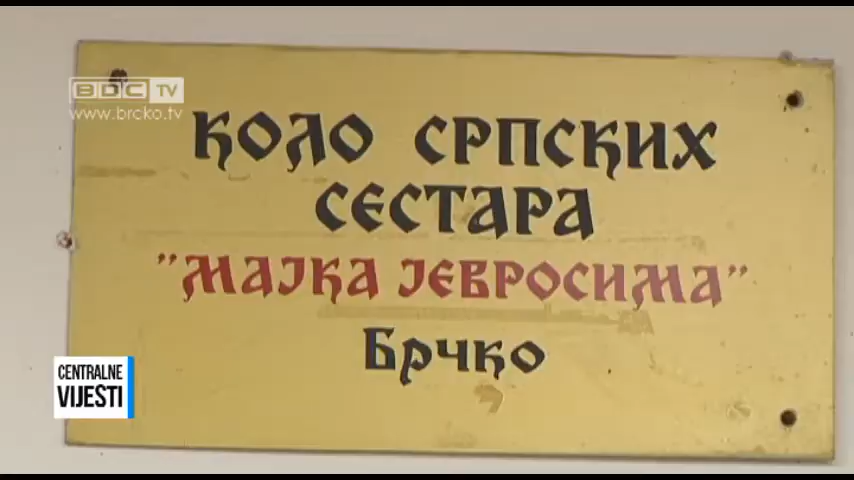 BDC TV
www.brcko.tv
КОЛО СРПСКИХ
СЕСТАРА
"МАЈКА ЈЕВРОСИМА"
Брчко
CENTRALNE
VIJESTI